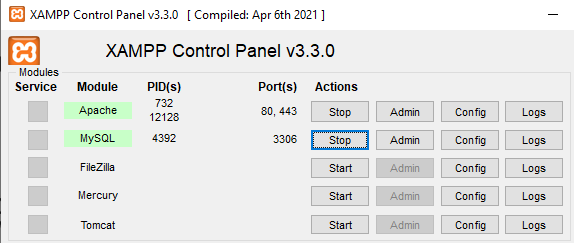 XAMPP Control Panel v3.3.0 [ Compiled: Apr 6th 2021 ]
XAMPP Control Panel v3.3.0
Modules
Service Module PID(s) Port(s) Actions
Apache 732 12128 80, 443 Stop Admin Config Logs
MySQL 4392 3306 Stop Admin Config Logs
FileZilla Start Admin Config Logs
Mercury Start Admin Config Logs
Tomcat Start Admin Config Logs